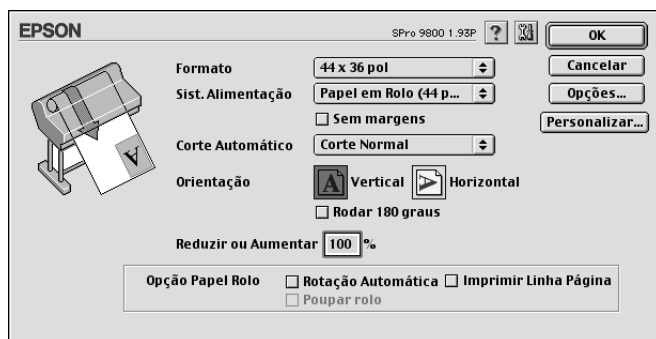 EPSON
SPro 9800 1.93P ?
OK
Formato 44 x 36 pol
Cancelar
Sist. Alimentação Papel em Rolo (44 p...
Opções...
Sem margens
Personalizar...
Corte Automático Corte Normal
Orientação A Vertical A Horizontal
Rodar 180 graus
Reduzir ou Aumentar 100 %
Opção Papel Rolo Rotação Automática Imprimir Linha Página
Poupar rolo
A